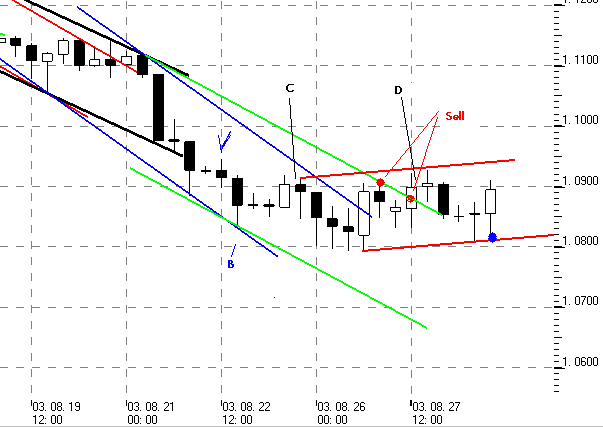 1.1200
1.1100
1.1000
1.0900
1.0800
1.0700
1.0600
C
D
Sell
B
03. 08. 19
12: 00
03. 08. 21
00: 00
03. 08. 22
12: 00
03. 08. 26
00: 00
03. 08. 27
12: 00